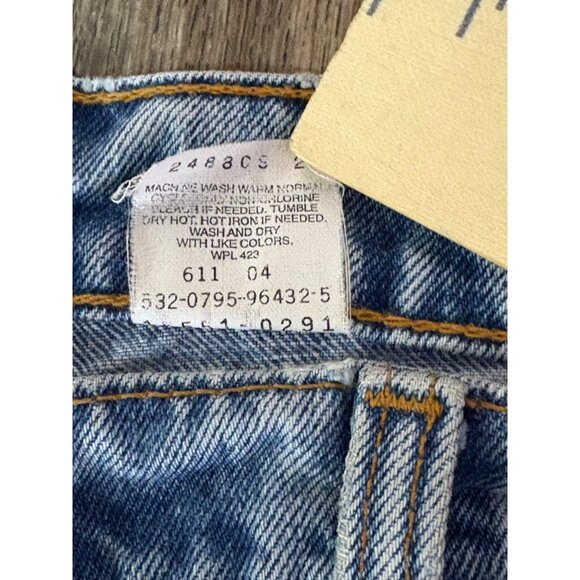 MACHINE WASH WARM NORMAL
ONLY NON-CHLORINE
BLEACH IF NEEDED. TUMBLE
DRY HOT. HOT IRON IF NEEDED.
WASH AND DRY
WITH LIKE COLORS.
WPL 423
611 04
532-0795-96432-5
0291